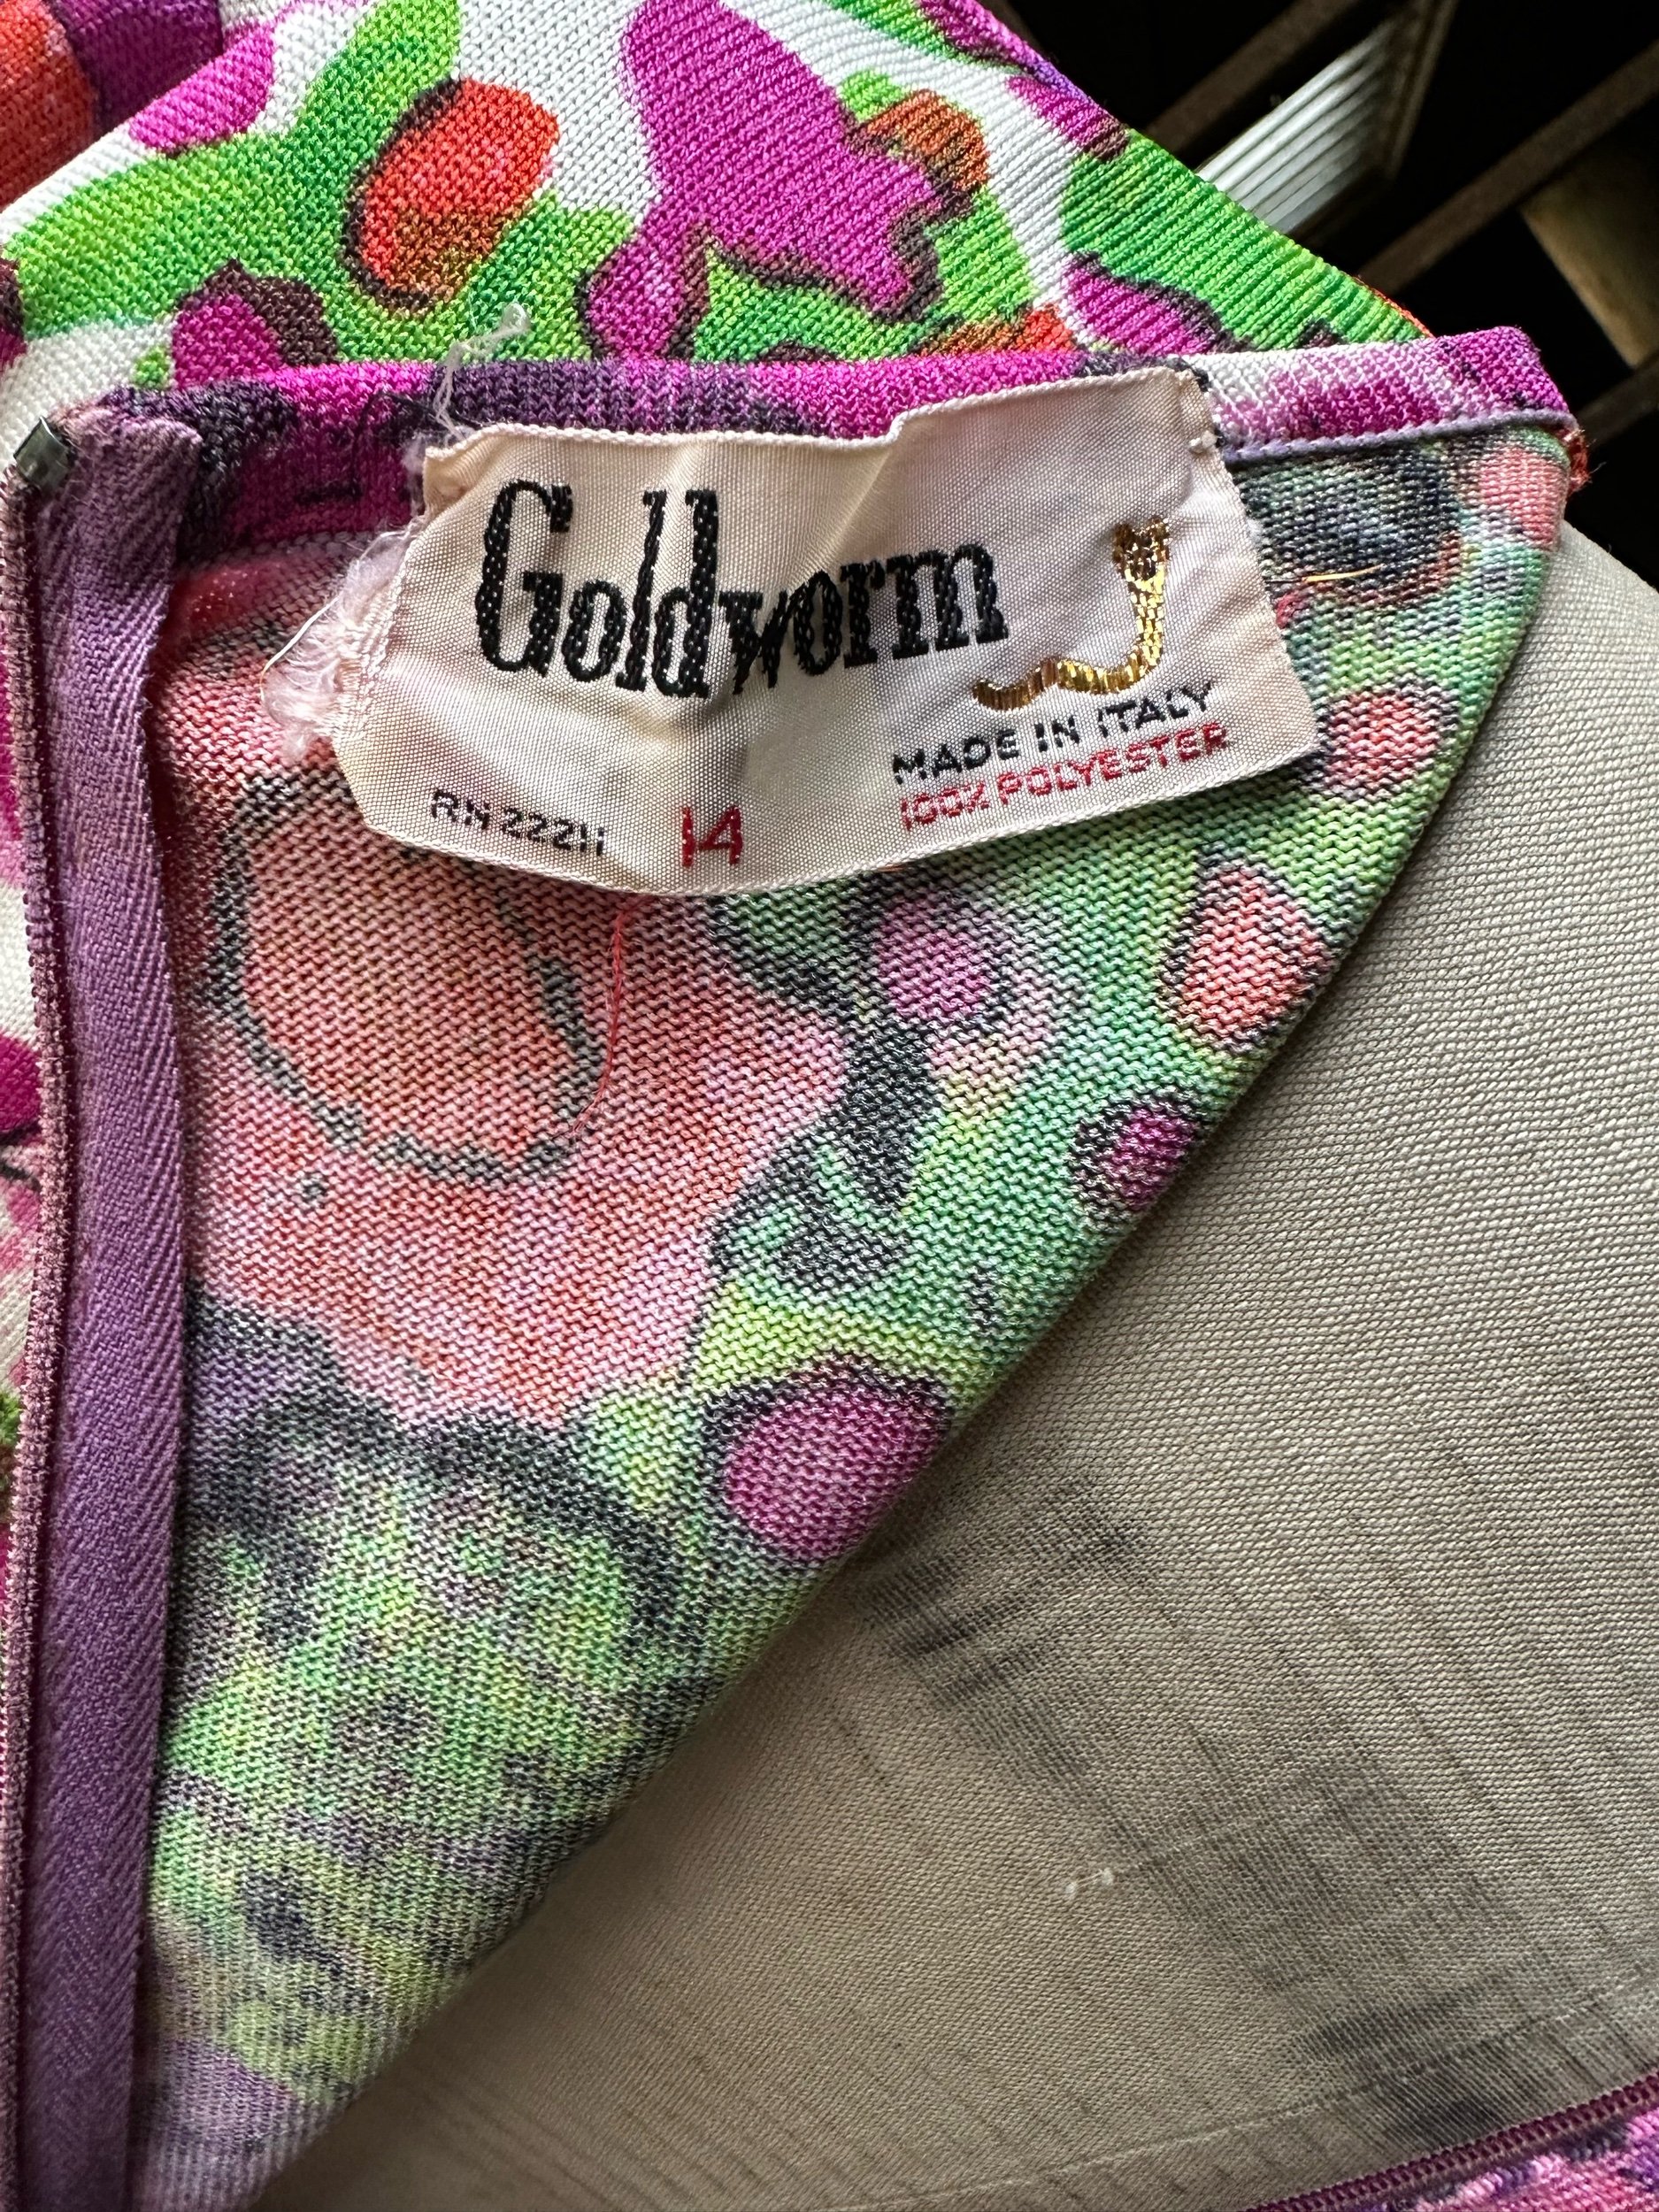 Goldworm
MADE IN ITALY
100% POLYESTER
RN 22211 14